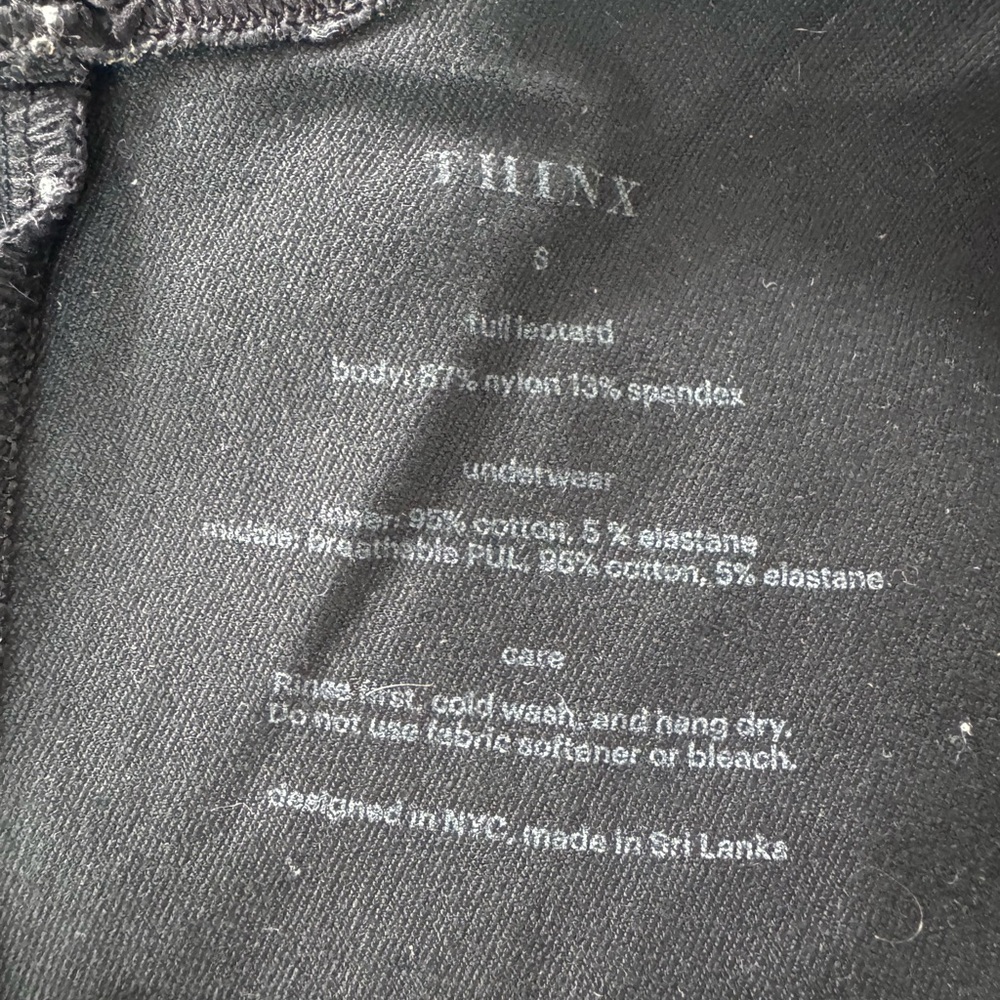 THINX
S
full leotard
body: 87% nylon 13% spandex
underwear
inner: 95% cotton, 5 % elastane
middle: breathable PUL, 95% cotton, 5% elastane
care
Rinse first, cold wash, and hang dry.
Do not use fabric softener or bleach.
designed in NYC, made in Sri Lanka